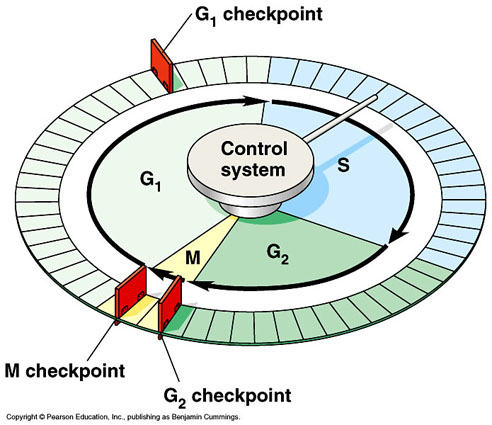 G₁ checkpoint
Control
system
G₁
S
M
G₂
M checkpoint
G₂ checkpoint
Copyright © Pearson Education, Inc., publishing as Benjamin Cummings.